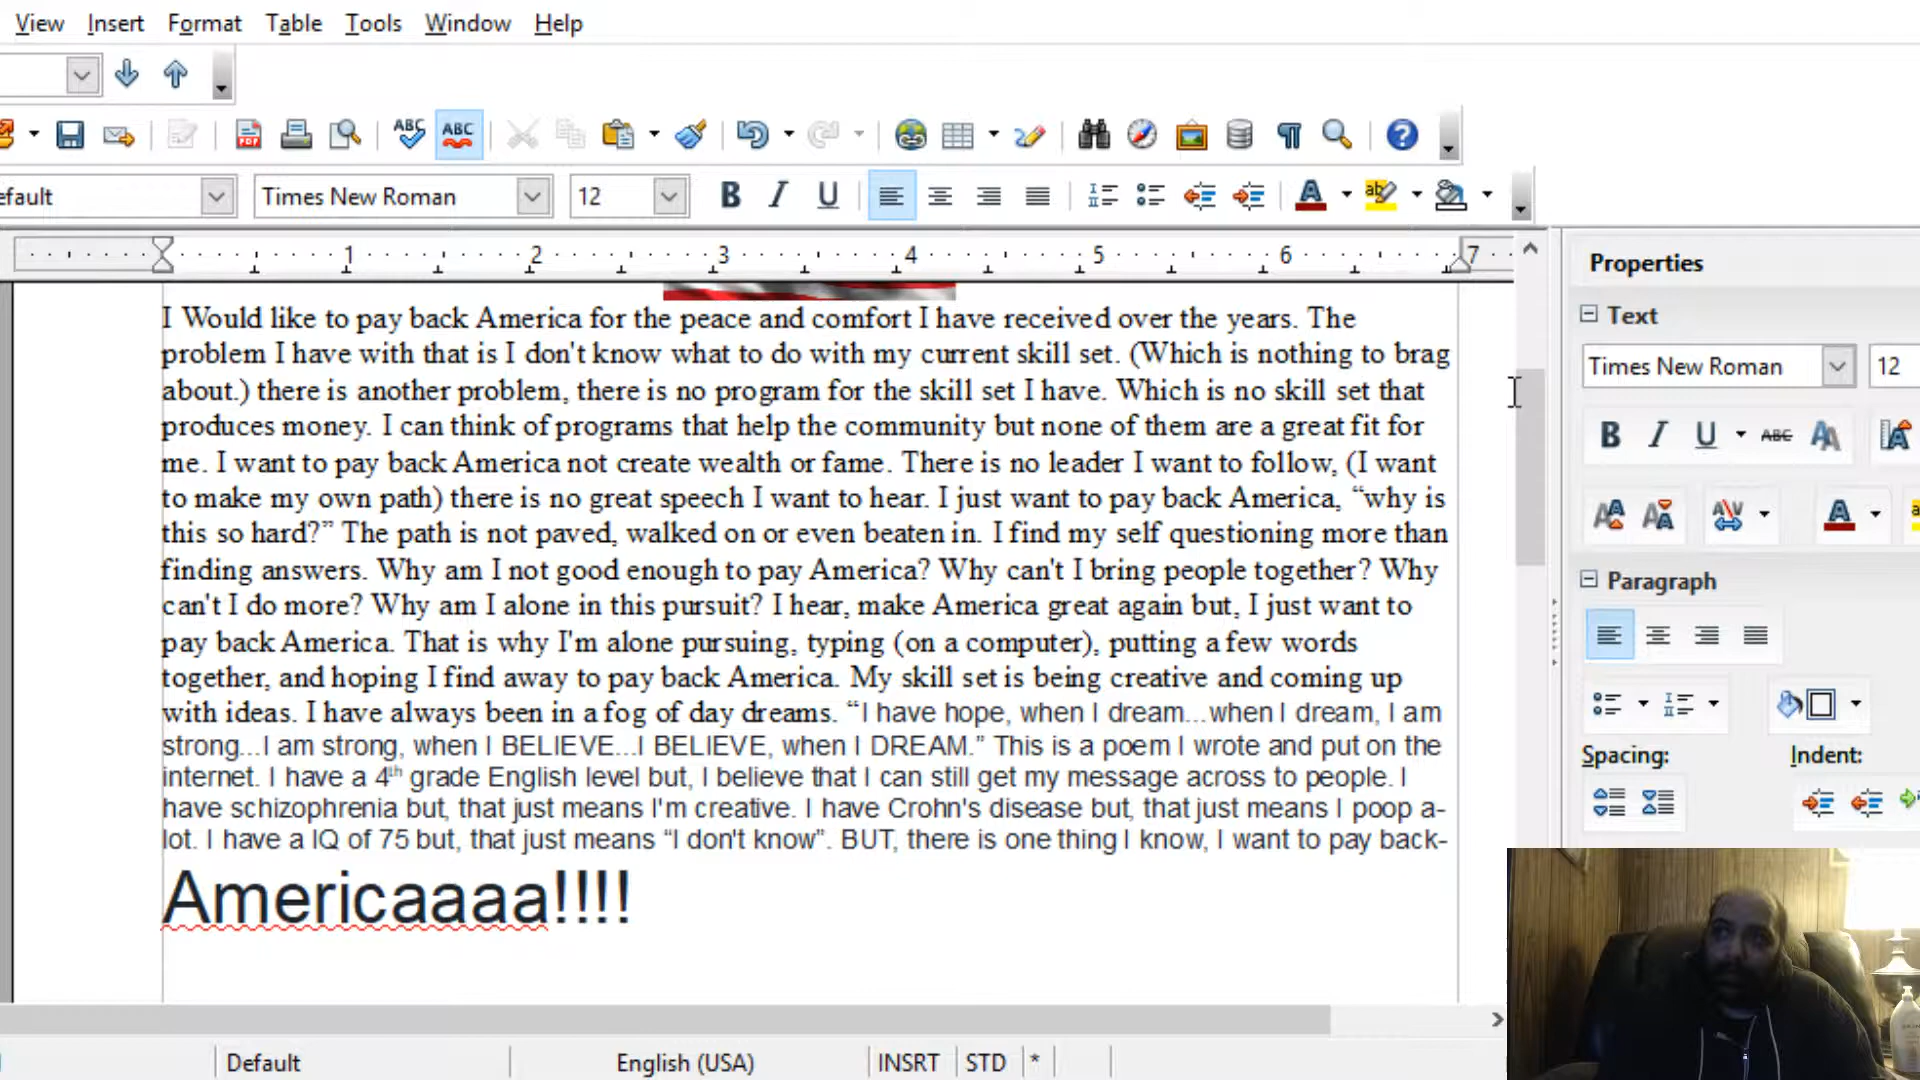 View Insert Format Table Tools Window Help
ABC ABC
efault Times New Roman 12 B I U
1 2 3 4 5 6 7
Properties
Text
Times New Roman 12
B I U ABC
Paragraph
Spacing: Indent:
I Would like to pay back America for the peace and comfort I have received over the years. The
problem I have with that is I don't know what to do with my current skill set. (Which is nothing to brag
about.) there is another problem, there is no program for the skill set I have. Which is no skill set that
produces money. I can think of programs that help the community but none of them are a great fit for
me. I want to pay back America not create wealth or fame. There is no leader I want to follow, (I want
to make my own path) there is no great speech I want to hear. I just want to pay back America, “why is
this so hard?” The path is not paved, walked on or even beaten in. I find my self questioning more than
finding answers. Why am I not good enough to pay America? Why can't I bring people together? Why
can't I do more? Why am I alone in this pursuit? I hear, make America great again but, I just want to
pay back America. That is why I'm alone pursuing, typing (on a computer), putting a few words
together, and hoping I find away to pay back America. My skill set is being creative and coming up
with ideas. I have always been in a fog of day dreams. “I have hope, when I dream...when I dream, I am
strong...I am strong, when I BELIEVE...I BELIEVE, when I DREAM.” This is a poem I wrote and put on the
internet. I have a 4th grade English level but, I believe that I can still get my message across to people. I
have schizophrenia but, that just means I'm creative. I have Crohn's disease but, that just means I poop a-
lot. I have a IQ of 75 but, that just means “I don't know”. BUT, there is one thing I know, I want to pay back-
Americaaaa!!!!
Default English (USA) INSRT STD *